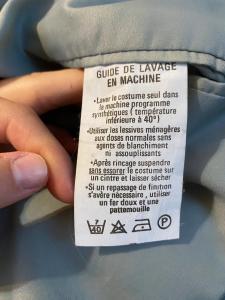 GUIDE DE LAVAGE
EN MACHINE
•Laver le costume seul dans
la machine programme
synthétiques ( température
inférieure à 40°)
•Utiliser les lessives ménagères
aux doses normales sans
agents de blanchiment
ni assouplissants
•Après rinçage suspendre
sans essorer le costume sur
un cintre et laisser sécher
•Si un repassage de finition
s'avère nécessaire , utiliser
un fer doux et une
pattemouille
P